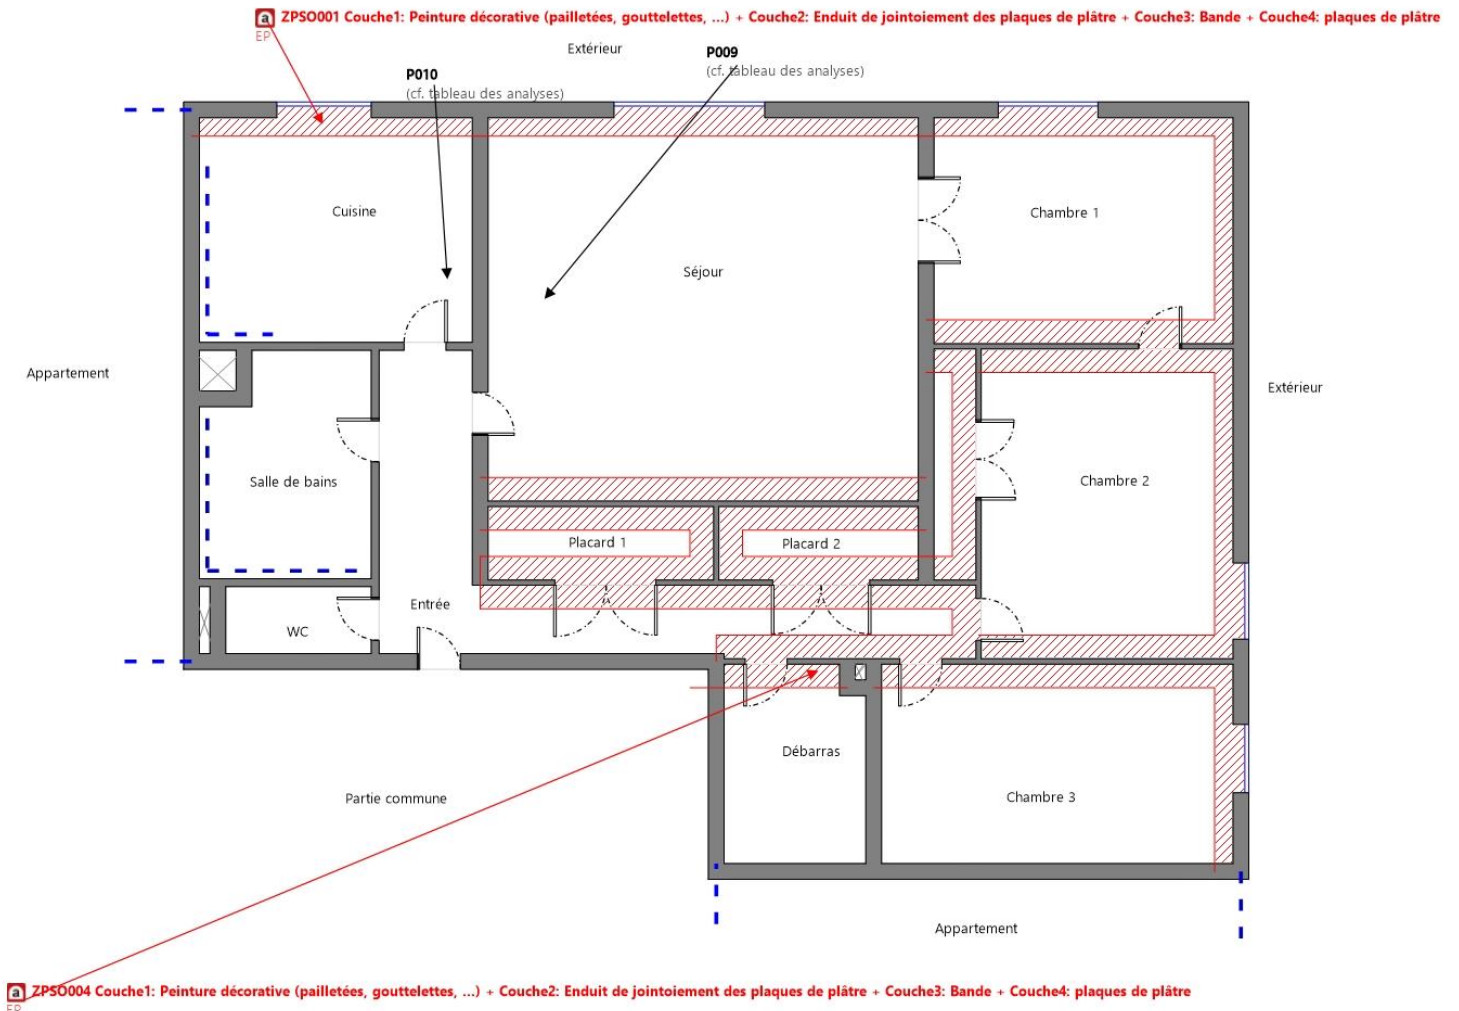 a ZPSO001 Couche1: Peinture décorative (pailletées, gouttelettes, ...) + Couche2: Enduit de jointoiement des plaques de plâtre + Couche3: Bande + Couche4: plaques de plâtre
EP
Extérieur
P009
(cf. tableau des analyses)
P010
(cf. tableau des analyses)
Cuisine
Chambre 1
Séjour
Appartement
Extérieur
Salle de bains
Chambre 2
Placard 1
Placard 2
Entrée
WC
Débarras
Partie commune
Chambre 3
Appartement
a ZPSO004 Couche1: Peinture décorative (pailletées, gouttelettes, ...) + Couche2: Enduit de jointoiement des plaques de plâtre + Couche3: Bande + Couche4: plaques de plâtre
EP